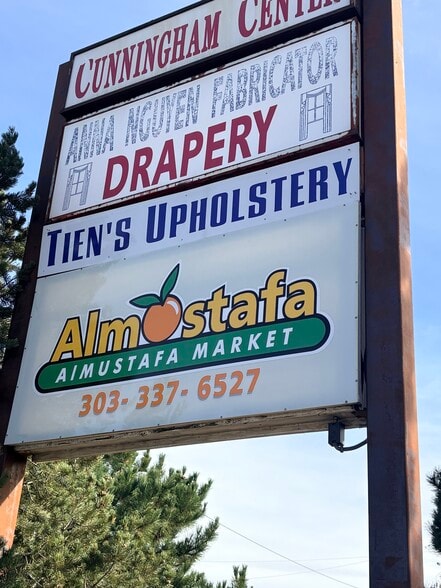 CUNNINGHAM CENTER
ANNA NGUYEN FABRICATOR
DRAPERY
TIEN'S UPHOLSTERY
Almostafa
AlMUSTAFA MARKET
303- 337- 6527